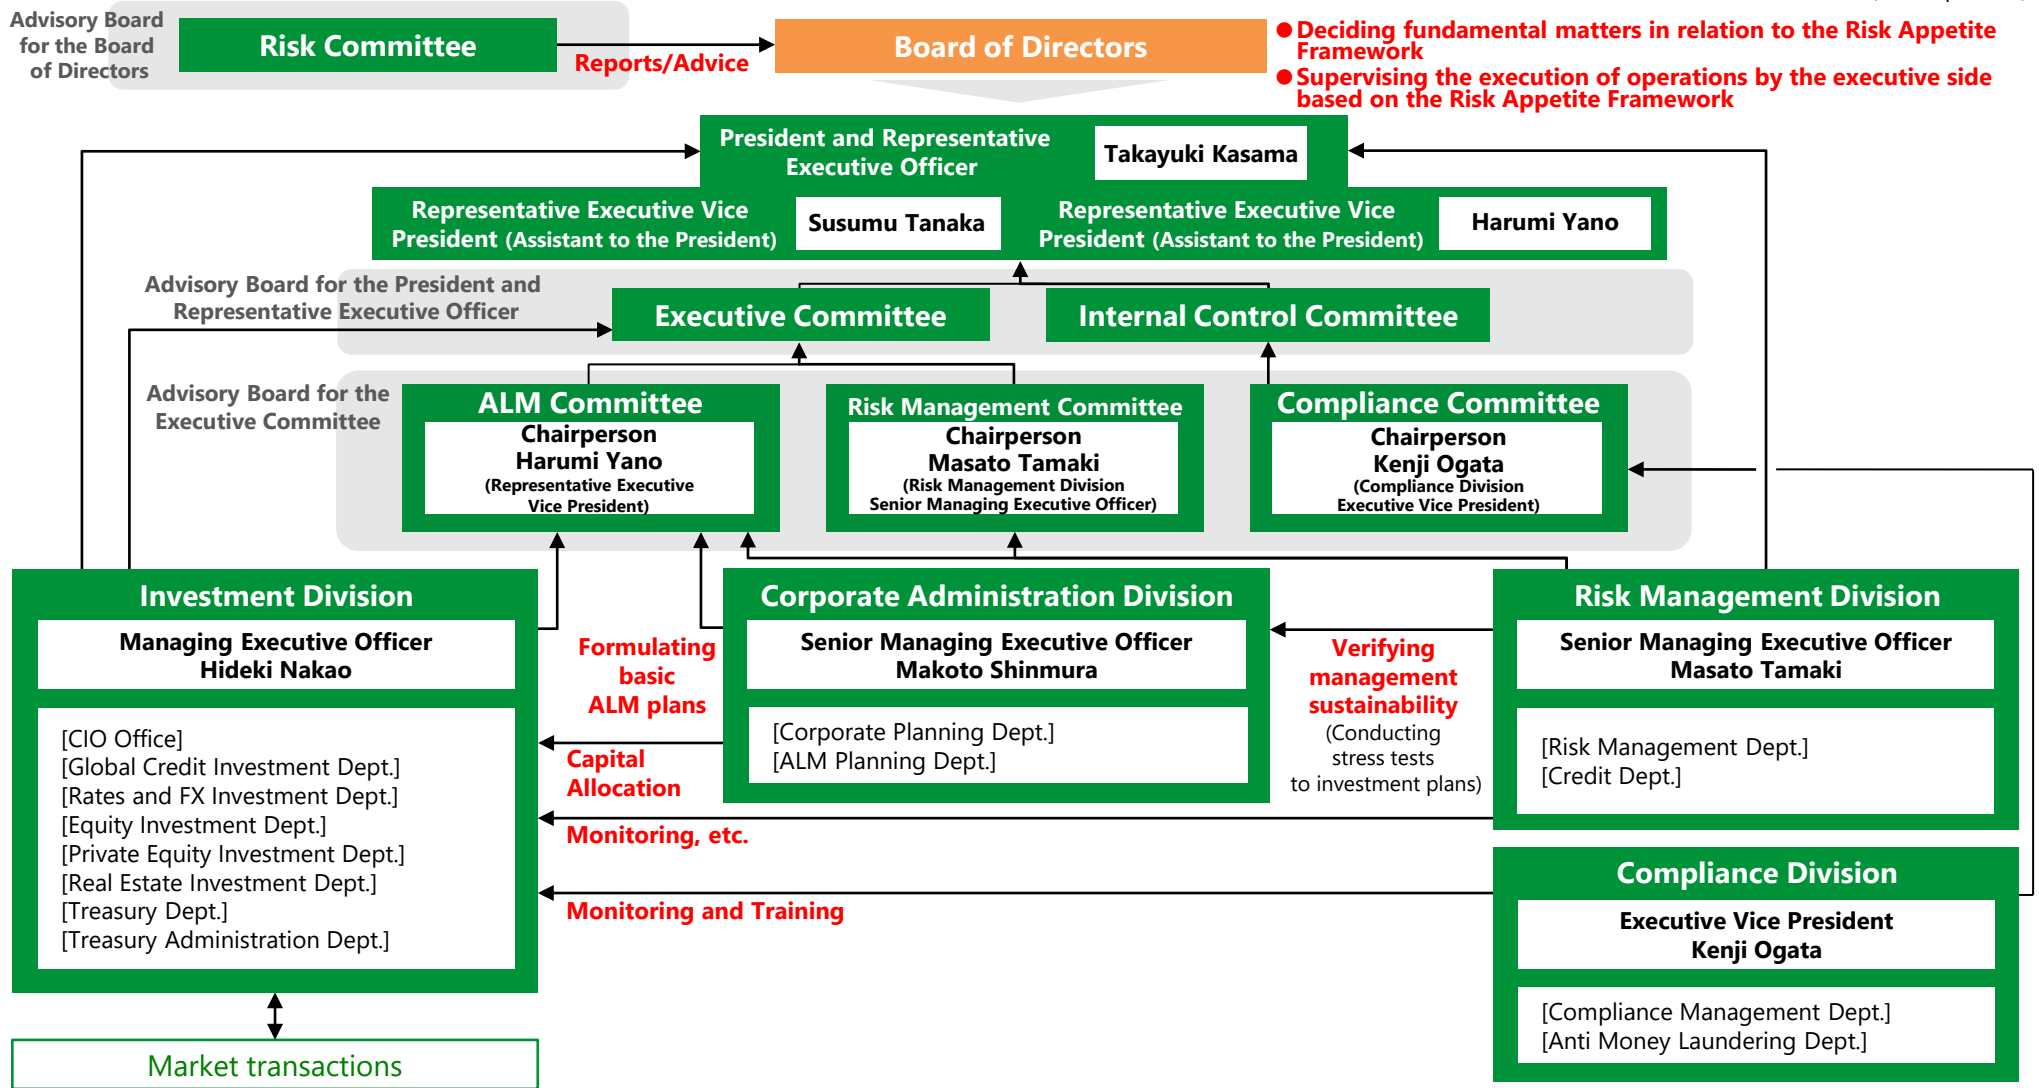 Advisory Board
for the Board
of Directors
Risk Committee
Reports/Advice
Board of Directors
●Deciding fundamental matters in relation to the Risk Appetite
Framework
●Supervising the execution of operations by the executive side
based on the Risk Appetite Framework
President and Representative
Executive Officer
Takayuki Kasama
Representative Executive Vice
President (Assistant to the President)
Susumu Tanaka
Representative Executive Vice
President (Assistant to the President)
Harumi Yano
Advisory Board for the President and
Representative Executive Officer
Executive Committee
Internal Control Committee
Advisory Board for the
Executive Committee
ALM Committee
Chairperson
Harumi Yano
(Representative Executive
Vice President)
Risk Management Committee
Chairperson
Masato Tamaki
(Risk Management Division
Senior Managing Executive Officer)
Compliance Committee
Chairperson
Kenji Ogata
(Compliance Division
Executive Vice President)
Investment Division
Managing Executive Officer
Hideki Nakao
[CIO Office]
[Global Credit Investment Dept.]
[Rates and FX Investment Dept.]
[Equity Investment Dept.]
[Private Equity Investment Dept.]
[Real Estate Investment Dept.]
[Treasury Dept.]
[Treasury Administration Dept.]
Market transactions
Formulating
basic
ALM plans
Capital
Allocation
Monitoring, etc.
Monitoring and Training
Corporate Administration Division
Senior Managing Executive Officer
Makoto Shinmura
[Corporate Planning Dept.]
[ALM Planning Dept.]
Verifying
management
sustainability
(Conducting
stress tests
to investment plans)
Risk Management Division
Senior Managing Executive Officer
Masato Tamaki
[Risk Management Dept.]
[Credit Dept.]
Compliance Division
Executive Vice President
Kenji Ogata
[Compliance Management Dept.]
[Anti Money Laundering Dept.]